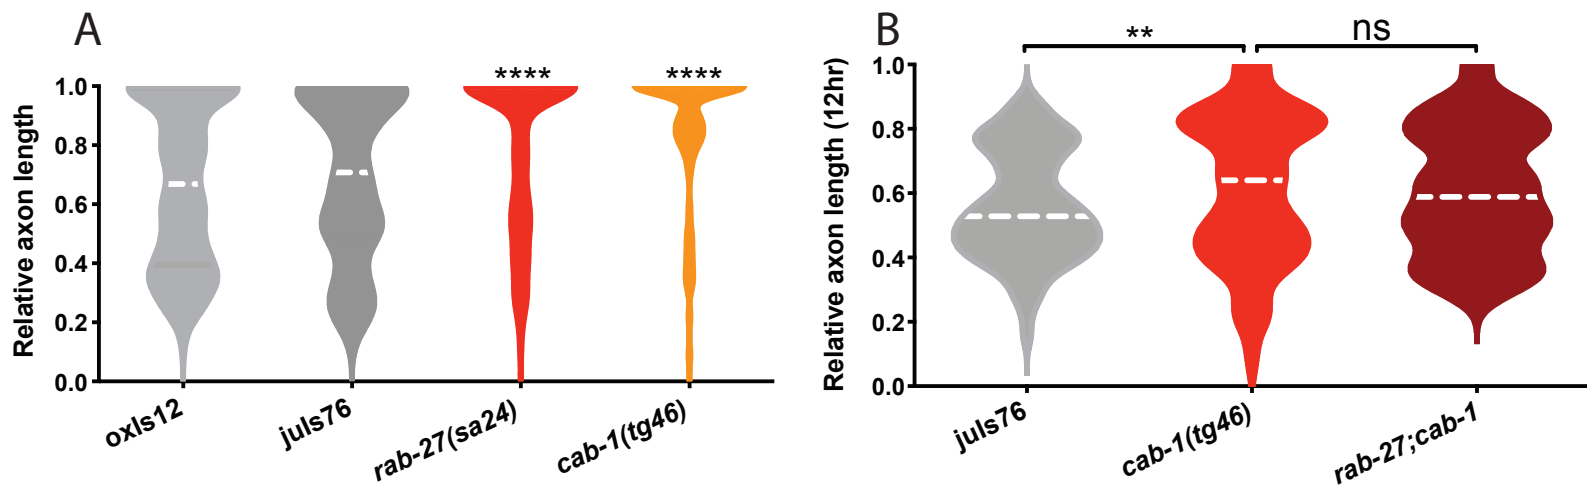 A
Relative axon length
1.0
0.8
0.6
0.4
0.2
0.0
****
****
oxIs12
juIs76
rab-27(sa24)
cab-1(tg46)
B
Relative axon length (12hr)
1.0
0.8
0.6
0.4
0.2
0.0
**
ns
juIs76
cab-1(tg46)
rab-27;cab-1